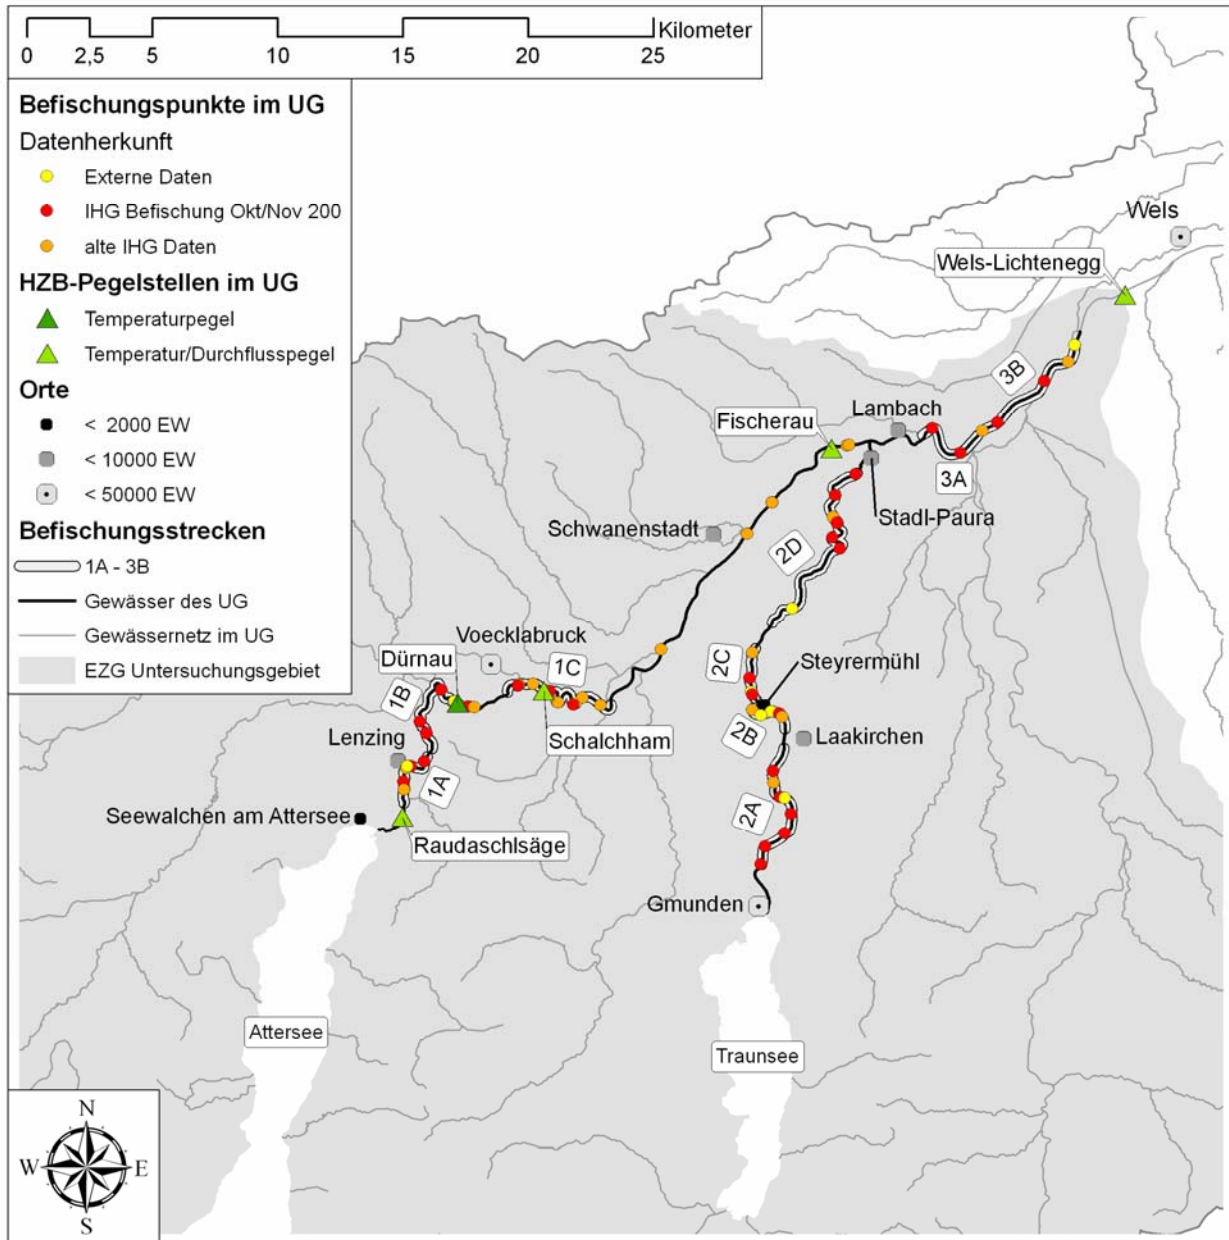 Kilometer
0 2,5 5 10 15 20 25
Befischungspunkte im UG
Datenherkunft
Externe Daten
IHG Befischung Okt/Nov 200
alte IHG Daten
HZB-Pegelstellen im UG
Temperaturpegel
Temperatur/Durchflusspegel
Orte
< 2000 EW
< 10000 EW
< 50000 EW
Befischungsstrecken
1A - 3B
Gewässer des UG
Gewässernetz im UG
EZG Untersuchungsgebiet
Wels
Wels-Lichtenegg
3B
Lambach
Fischerau
3A
Stadl-Paura
Schwanenstadt
2D
Voecklabruck
Dürnau
1C
2C
Steyrermühl
1B
Schalchham
2B
Laakirchen
Lenzing
1A
2A
Seewalchen am Attersee
Raudaschlsäge
Gmunden
Attersee
Traunsee
N
W E
S